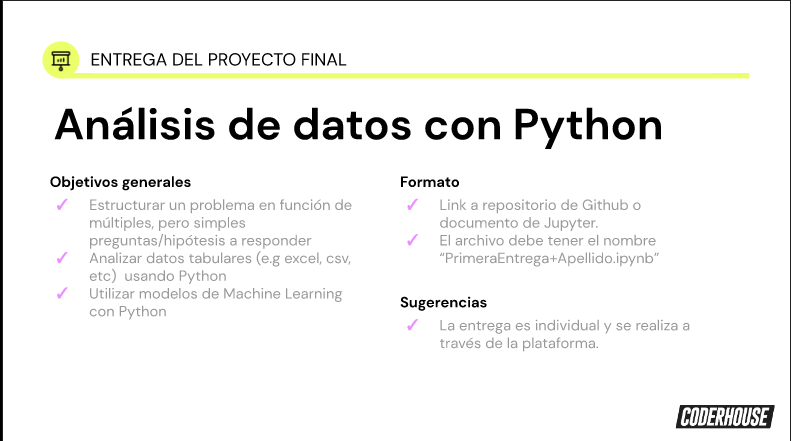 ENTREGA DEL PROYECTO FINAL
Análisis de datos con Python
Objetivos generales
✓ Estructurar un problema en función de
múltiples, pero simples
preguntas/hipótesis a responder
✓ Analizar datos tabulares (e.g excel, csv,
etc)  usando Python
✓ Utilizar modelos de Machine Learning
con Python
Formato
✓ Link a repositorio de Github o
documento de Jupyter.
✓ El archivo debe tener el nombre
“PrimeraEntrega+Apellido.ipynb”
Sugerencias
✓ La entrega es individual y se realiza a
través de la plataforma.
CODERHOUSE